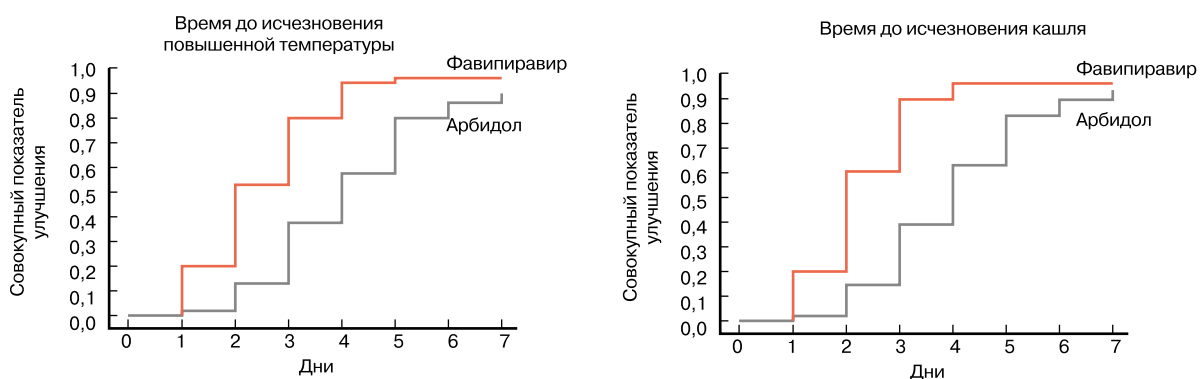 Время до исчезновения
повышенной температуры
Совокупный показатель
улучшения
1,0
0,9
0,8
0,7
0,6
0,5
0,4
0,3
0,2
0,1
0,0
Фавипиравир
Арбидол
0 1 2 3 4 5 6 7
Дни
Время до исчезновения кашля
Совокупный показатель
улучшения
1,0
0,9
0,8
0,7
0,6
0,5
0,4
0,3
0,2
0,1
0,0
Фавипиравир
Арбидол
0 1 2 3 4 5 6 7
Дни